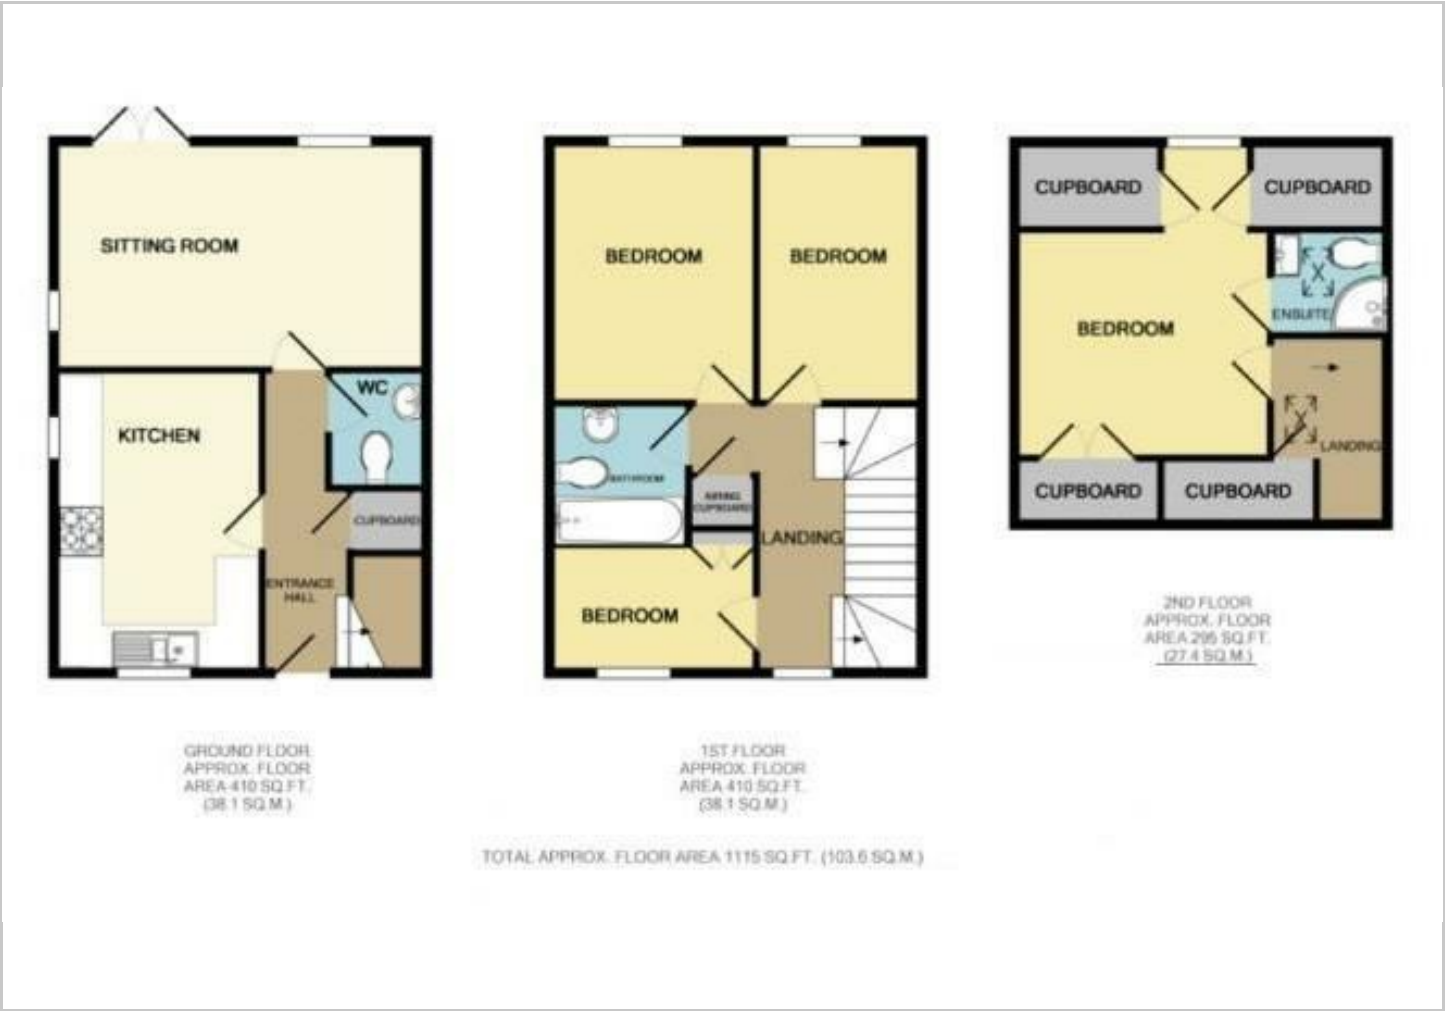 SITTING ROOM
KITCHEN
WC
CUPBOARD
ENTRANCE
HALL
GROUND FLOOR
APPROX. FLOOR
AREA 410 SQ.FT.
(38.1 SQ.M.)
BEDROOM
BEDROOM
BATHROOM
AIRING
CUPBOARD
LANDING
BEDROOM
1ST FLOOR
APPROX. FLOOR
AREA 410 SQ.FT.
(38.1 SQ.M.)
CUPBOARD
CUPBOARD
BEDROOM
ENSUITE
LANDING
CUPBOARD
CUPBOARD
2ND FLOOR
APPROX. FLOOR
AREA 295 SQ.FT.
(27.4 SQ.M.)
TOTAL APPROX. FLOOR AREA 1115 SQ.FT. (103.6 SQ.M.)